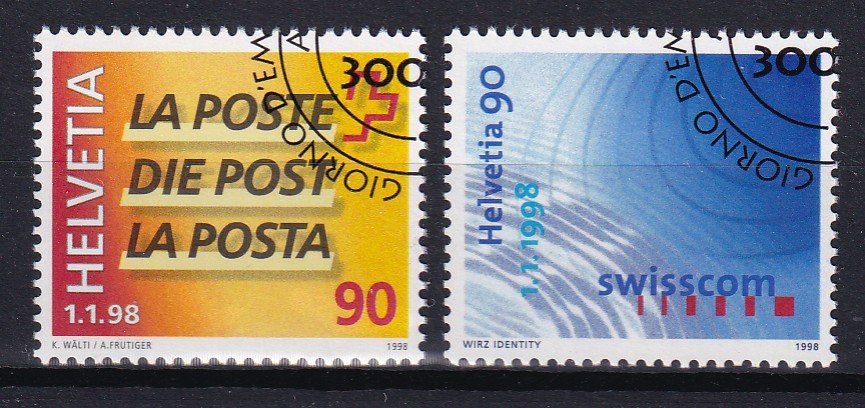 HELVETIA
LA POSTE
DIE POST
LA POSTA
1.1.98
90
K. WÄLTI / A.FRUTIGER
1998
GIORNO D'EM
A
300
Helvetia 90
1.1.1998
swisscom
WIRZ IDENTITY
1998
GIORNO D'EM
A
300